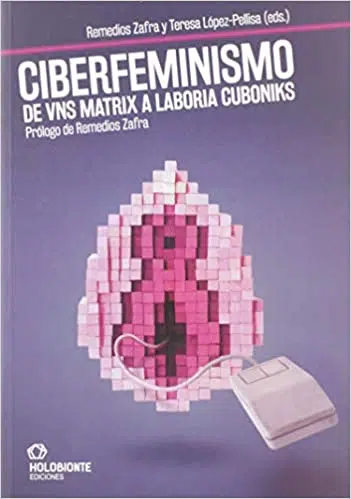 Remedios Zafra y Teresa López-Pellisa (eds.)
CIBERFEMINISMO
DE VNS MATRIX A LABORIA CUBONIKS
Prólogo de Remedios Zafra
HOLOBIONTE
EDICIONES